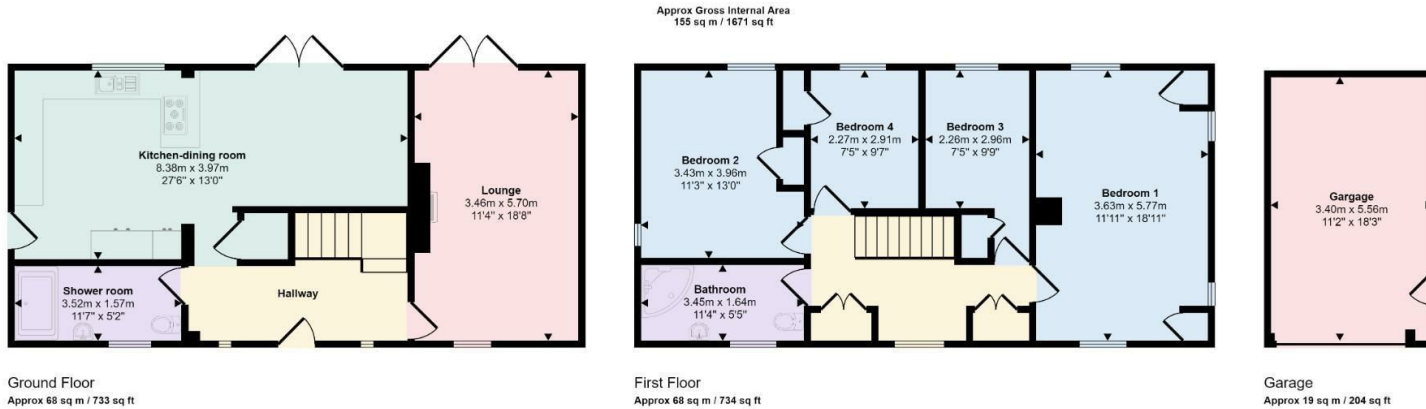 Approx Gross Internal Area
155 sq m / 1671 sq ft
Kitchen-dining room
8.38m x 3.97m
27'6" x 13'0"
Lounge
3.46m x 5.70m
11'4" x 18'8"
Shower room
3.52m x 1.57m
11'7" x 5'2"
Hallway
Ground Floor
Approx 68 sq m / 733 sq ft
Bedroom 2
3.43m x 3.96m
11'3" x 13'0"
Bedroom 4
2.27m x 2.91m
7'5" x 9'7"
Bedroom 3
2.26m x 2.96m
7'5" x 9'9"
Bedroom 1
3.63m x 5.77m
11'11" x 18'11"
Bathroom
3.45m x 1.64m
11'4" x 5'5"
First Floor
Approx 68 sq m / 734 sq ft
Gargage
3.40m x 5.56m
11'2" x 18'3"
Garage
Approx 19 sq m / 204 sq ft